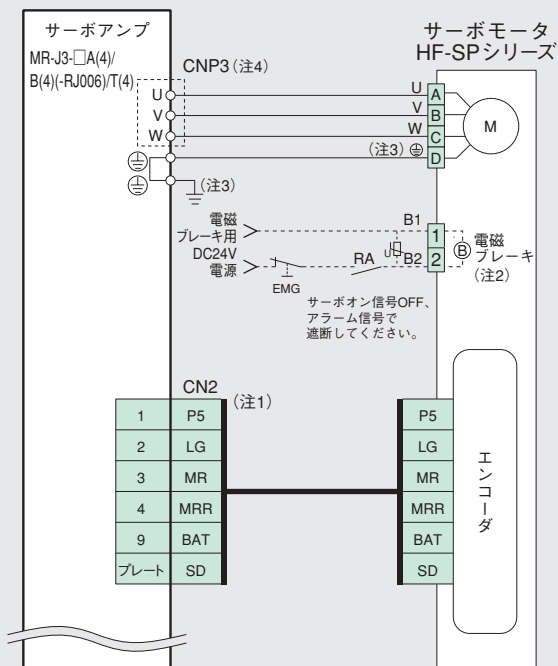 サーボアンプ
MR-J3-□A(4)/
B(4)(-RJ006)/T(4)
CNP3(注4)
サーボモータ
HF-SPシリーズ
U
V
W
U
V
W
(注3)
A
B
C
D
M
(注3)
電磁
ブレーキ用
DC24V
電源
EMG
RA
U
B1
B2
1
2
B
電磁
ブレーキ
(注2)
サーボオン信号OFF、
アラーム信号で
遮断してください。
CN2
(注1)
1 P5
2 LG
3 MR
4 MRR
9 BAT
プレート SD
P5
LG
MR
MRR
BAT
SD
エンコーダ